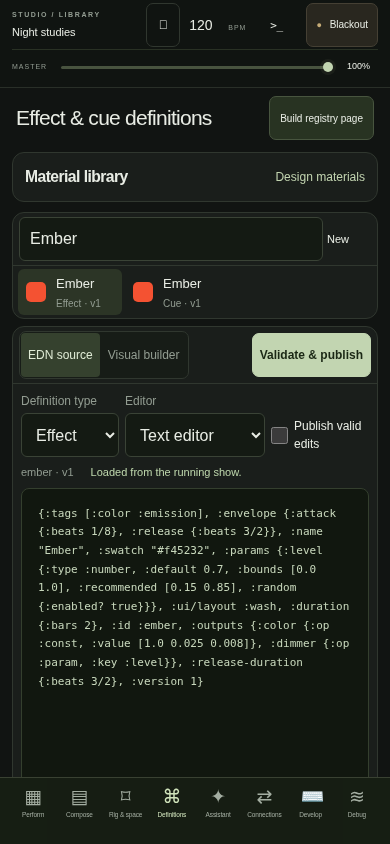 STUDIO / LIBRARY
Night studies
120 BPM >_ Blackout
MASTER 100%
Effect & cue definitions
Build registry page
Material library
Design materials
Ember
New
Ember
Effect · v1
Ember
Cue · v1
EDN source
Visual builder
Validate & publish
Definition type
Editor
Effect
Text editor
Publish valid
edits
ember · v1 Loaded from the running show.
{:tags [:color :emission], :envelope {:attack
{:beats 1/8}, :release {:beats 3/2}}, :name
"Ember", :swatch "#f45232", :params {:level
{:type :number, :default 0.7, :bounds [0.0
1.0], :recommended [0.15 0.85], :random
{:enabled? true}}}, :ui/layout :wash, :duration
{:bars 2}, :id :ember, :outputs {:color {:op
:const, :value [1.0 0.025 0.008]}, :dimmer {:op
:param, :key :level}}, :release-duration
{:beats 3/2}, :version 1}
Perform
Compose
Rig & space
Definitions
Assistant
Connections
Develop
Debug